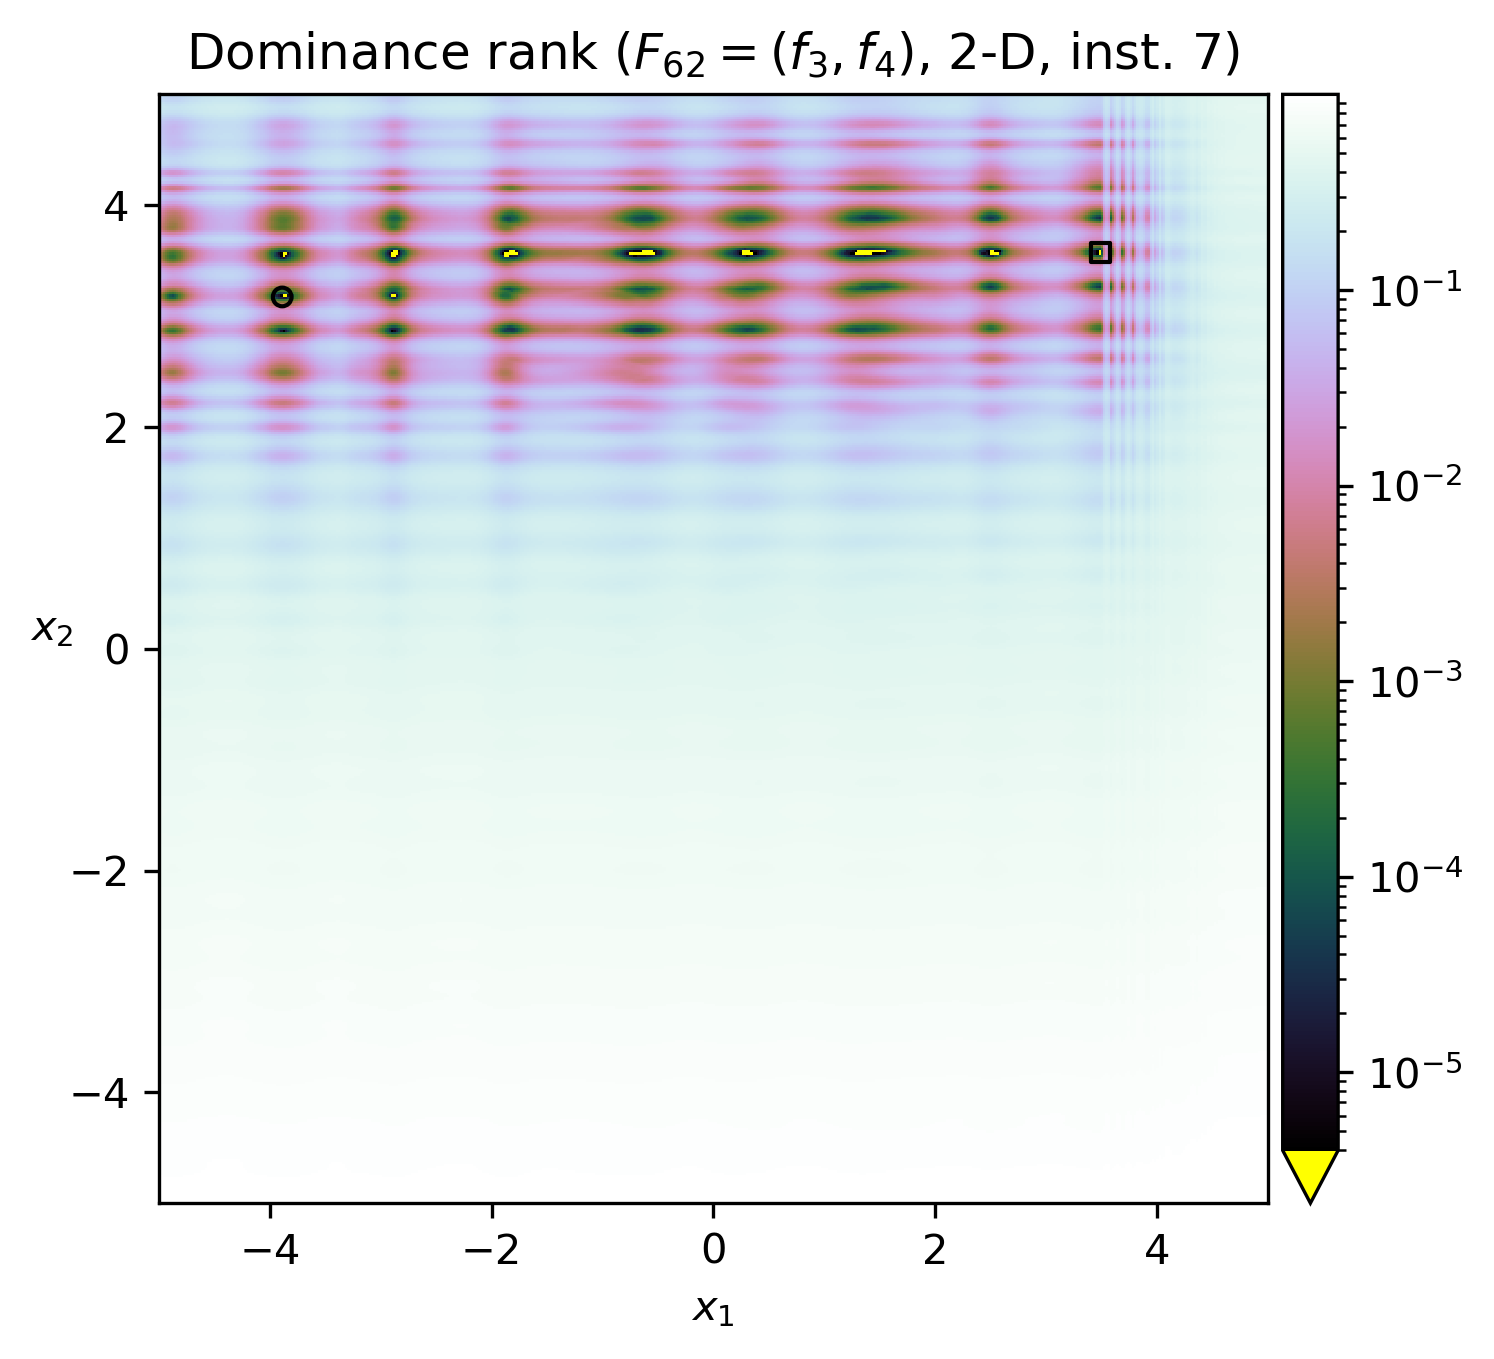 Dominance rank (F₆₂ = (f₃, f₄), 2-D, inst. 7)
4
2
0
−2
−4
x₂
−4 −2 0 2 4
x₁
10⁻¹
10⁻²
10⁻³
10⁻⁴
10⁻⁵